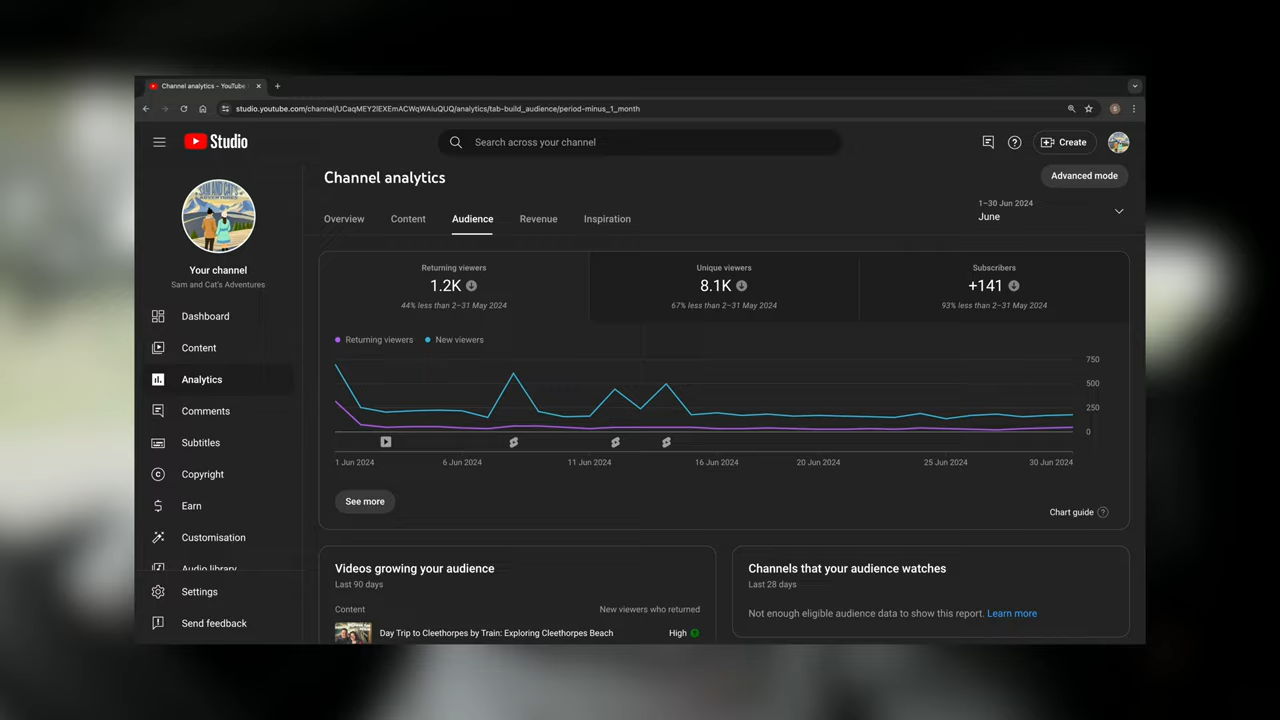 Channel analytics - YouTube
studio.youtube.com/channel/UCaqMEY2lEXEmACWqWAluQUQ/analytics/tab-build_audience/period-minus_1_month
Studio
Search across your channel
Create
SAM AND CAT'S
ADVENTURES
Your channel
Sam and Cat's Adventures
Dashboard
Content
Analytics
Comments
Subtitles
Copyright
Earn
Customisation
Audio library
Settings
Send feedback
Channel analytics
Advanced mode
Overview
Content
Audience
Revenue
Inspiration
1–30 Jun 2024
June
Returning viewers
1.2K
44% less than 2–31 May 2024
Unique viewers
8.1K
67% less than 2–31 May 2024
Subscribers
+141
93% less than 2–31 May 2024
Returning viewers
New viewers
750
500
250
0
1 Jun 2024
6 Jun 2024
11 Jun 2024
16 Jun 2024
20 Jun 2024
25 Jun 2024
30 Jun 2024
See more
Chart guide
Videos growing your audience
Last 90 days
Content
New viewers who returned
Day Trip to Cleethorpes by Train: Exploring Cleethorpes Beach
High
Channels that your audience watches
Last 28 days
Not enough eligible audience data to show this report. Learn more